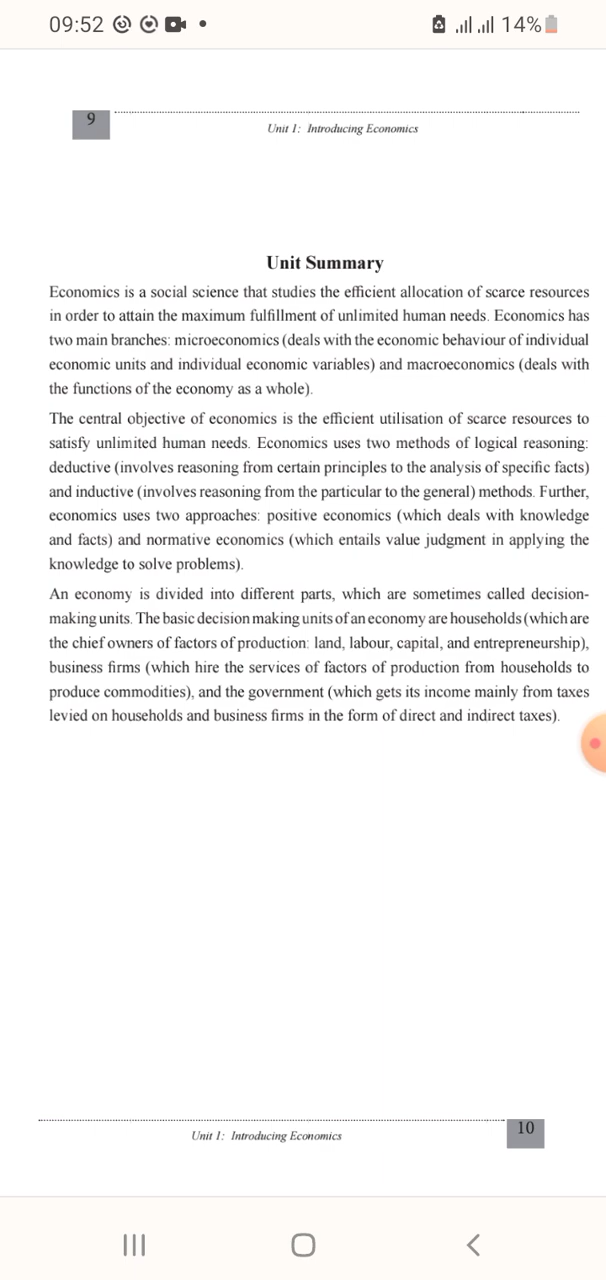 09:52
14%
9
Unit 1: Introducing Economics
Unit Summary
Economics is a social science that studies the efficient allocation of scarce resources
in order to attain the maximum fulfillment of unlimited human needs. Economics has
two main branches: microeconomics (deals with the economic behaviour of individual
economic units and individual economic variables) and macroeconomics (deals with
the functions of the economy as a whole).
The central objective of economics is the efficient utilisation of scarce resources to
satisfy unlimited human needs. Economics uses two methods of logical reasoning:
deductive (involves reasoning from certain principles to the analysis of specific facts)
and inductive (involves reasoning from the particular to the general) methods. Further,
economics uses two approaches: positive economics (which deals with knowledge
and facts) and normative economics (which entails value judgment in applying the
knowledge to solve problems).
An economy is divided into different parts, which are sometimes called decision-
making units. The basic decision making units of an economy are households (which are
the chief owners of factors of production: land, labour, capital, and entrepreneurship),
business firms (which hire the services of factors of production from households to
produce commodities), and the government (which gets its income mainly from taxes
levied on households and business firms in the form of direct and indirect taxes).
Unit 1: Introducing Economics
10